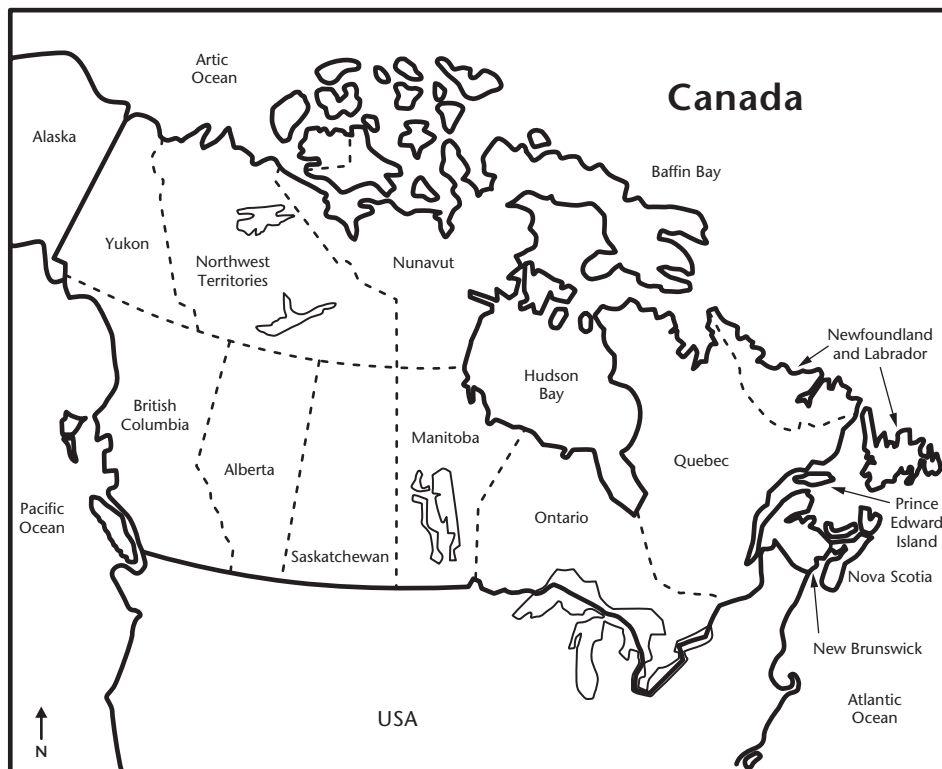 Artic
Ocean
Canada
Alaska
Baffin Bay
Yukon
Northwest
Territories
Nunavut
Newfoundland
and Labrador
Hudson
Bay
British
Columbia
Manitoba
Alberta
Quebec
Pacific
Ocean
Ontario
Prince
Edward
Island
Saskatchewan
Nova Scotia
New Brunswick
USA
Atlantic
Ocean
N